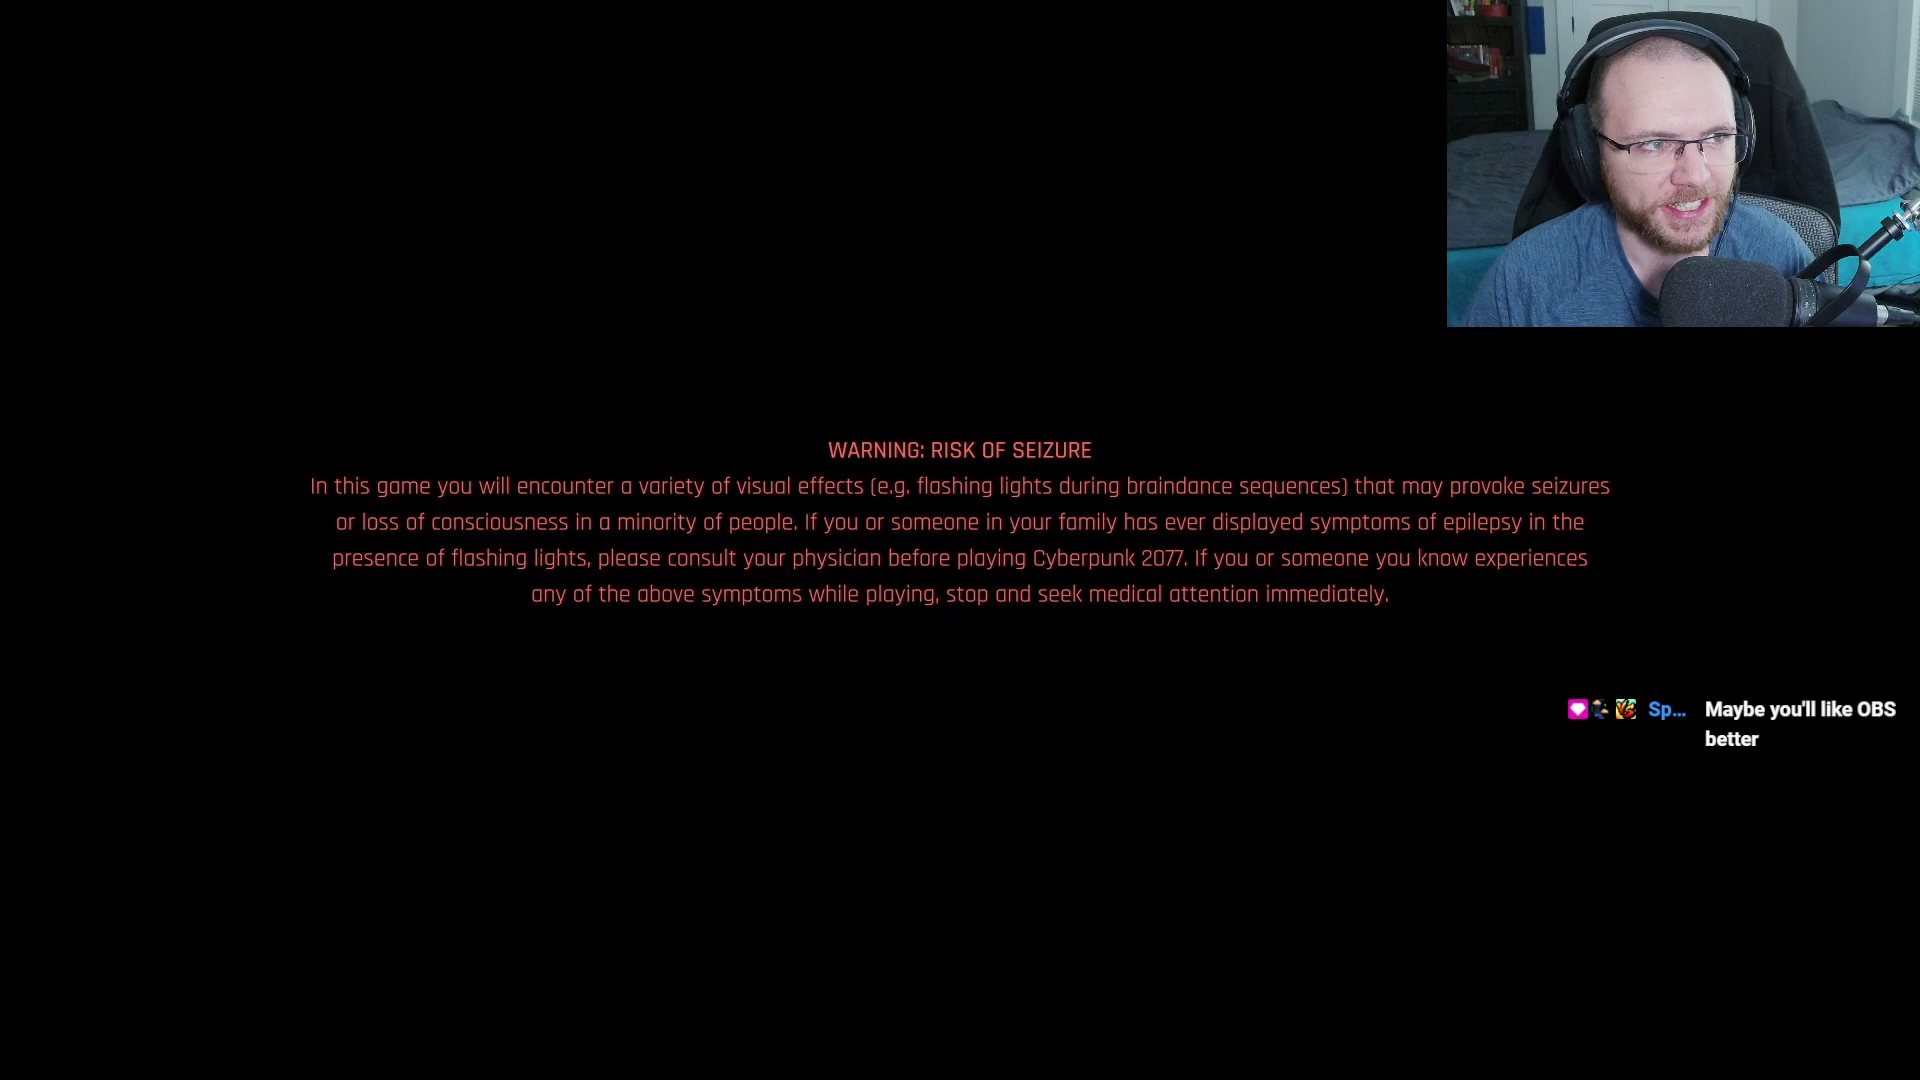 WARNING: RISK OF SEIZURE
In this game you will encounter a variety of visual effects (e.g. flashing lights during braindance sequences) that may provoke seizures
or loss of consciousness in a minority of people. If you or someone in your family has ever displayed symptoms of epilepsy in the
presence of flashing lights, please consult your physician before playing Cyberpunk 2077. If you or someone you know experiences
any of the above symptoms while playing, stop and seek medical attention immediately.
Sp... Maybe you'll like OBS
better